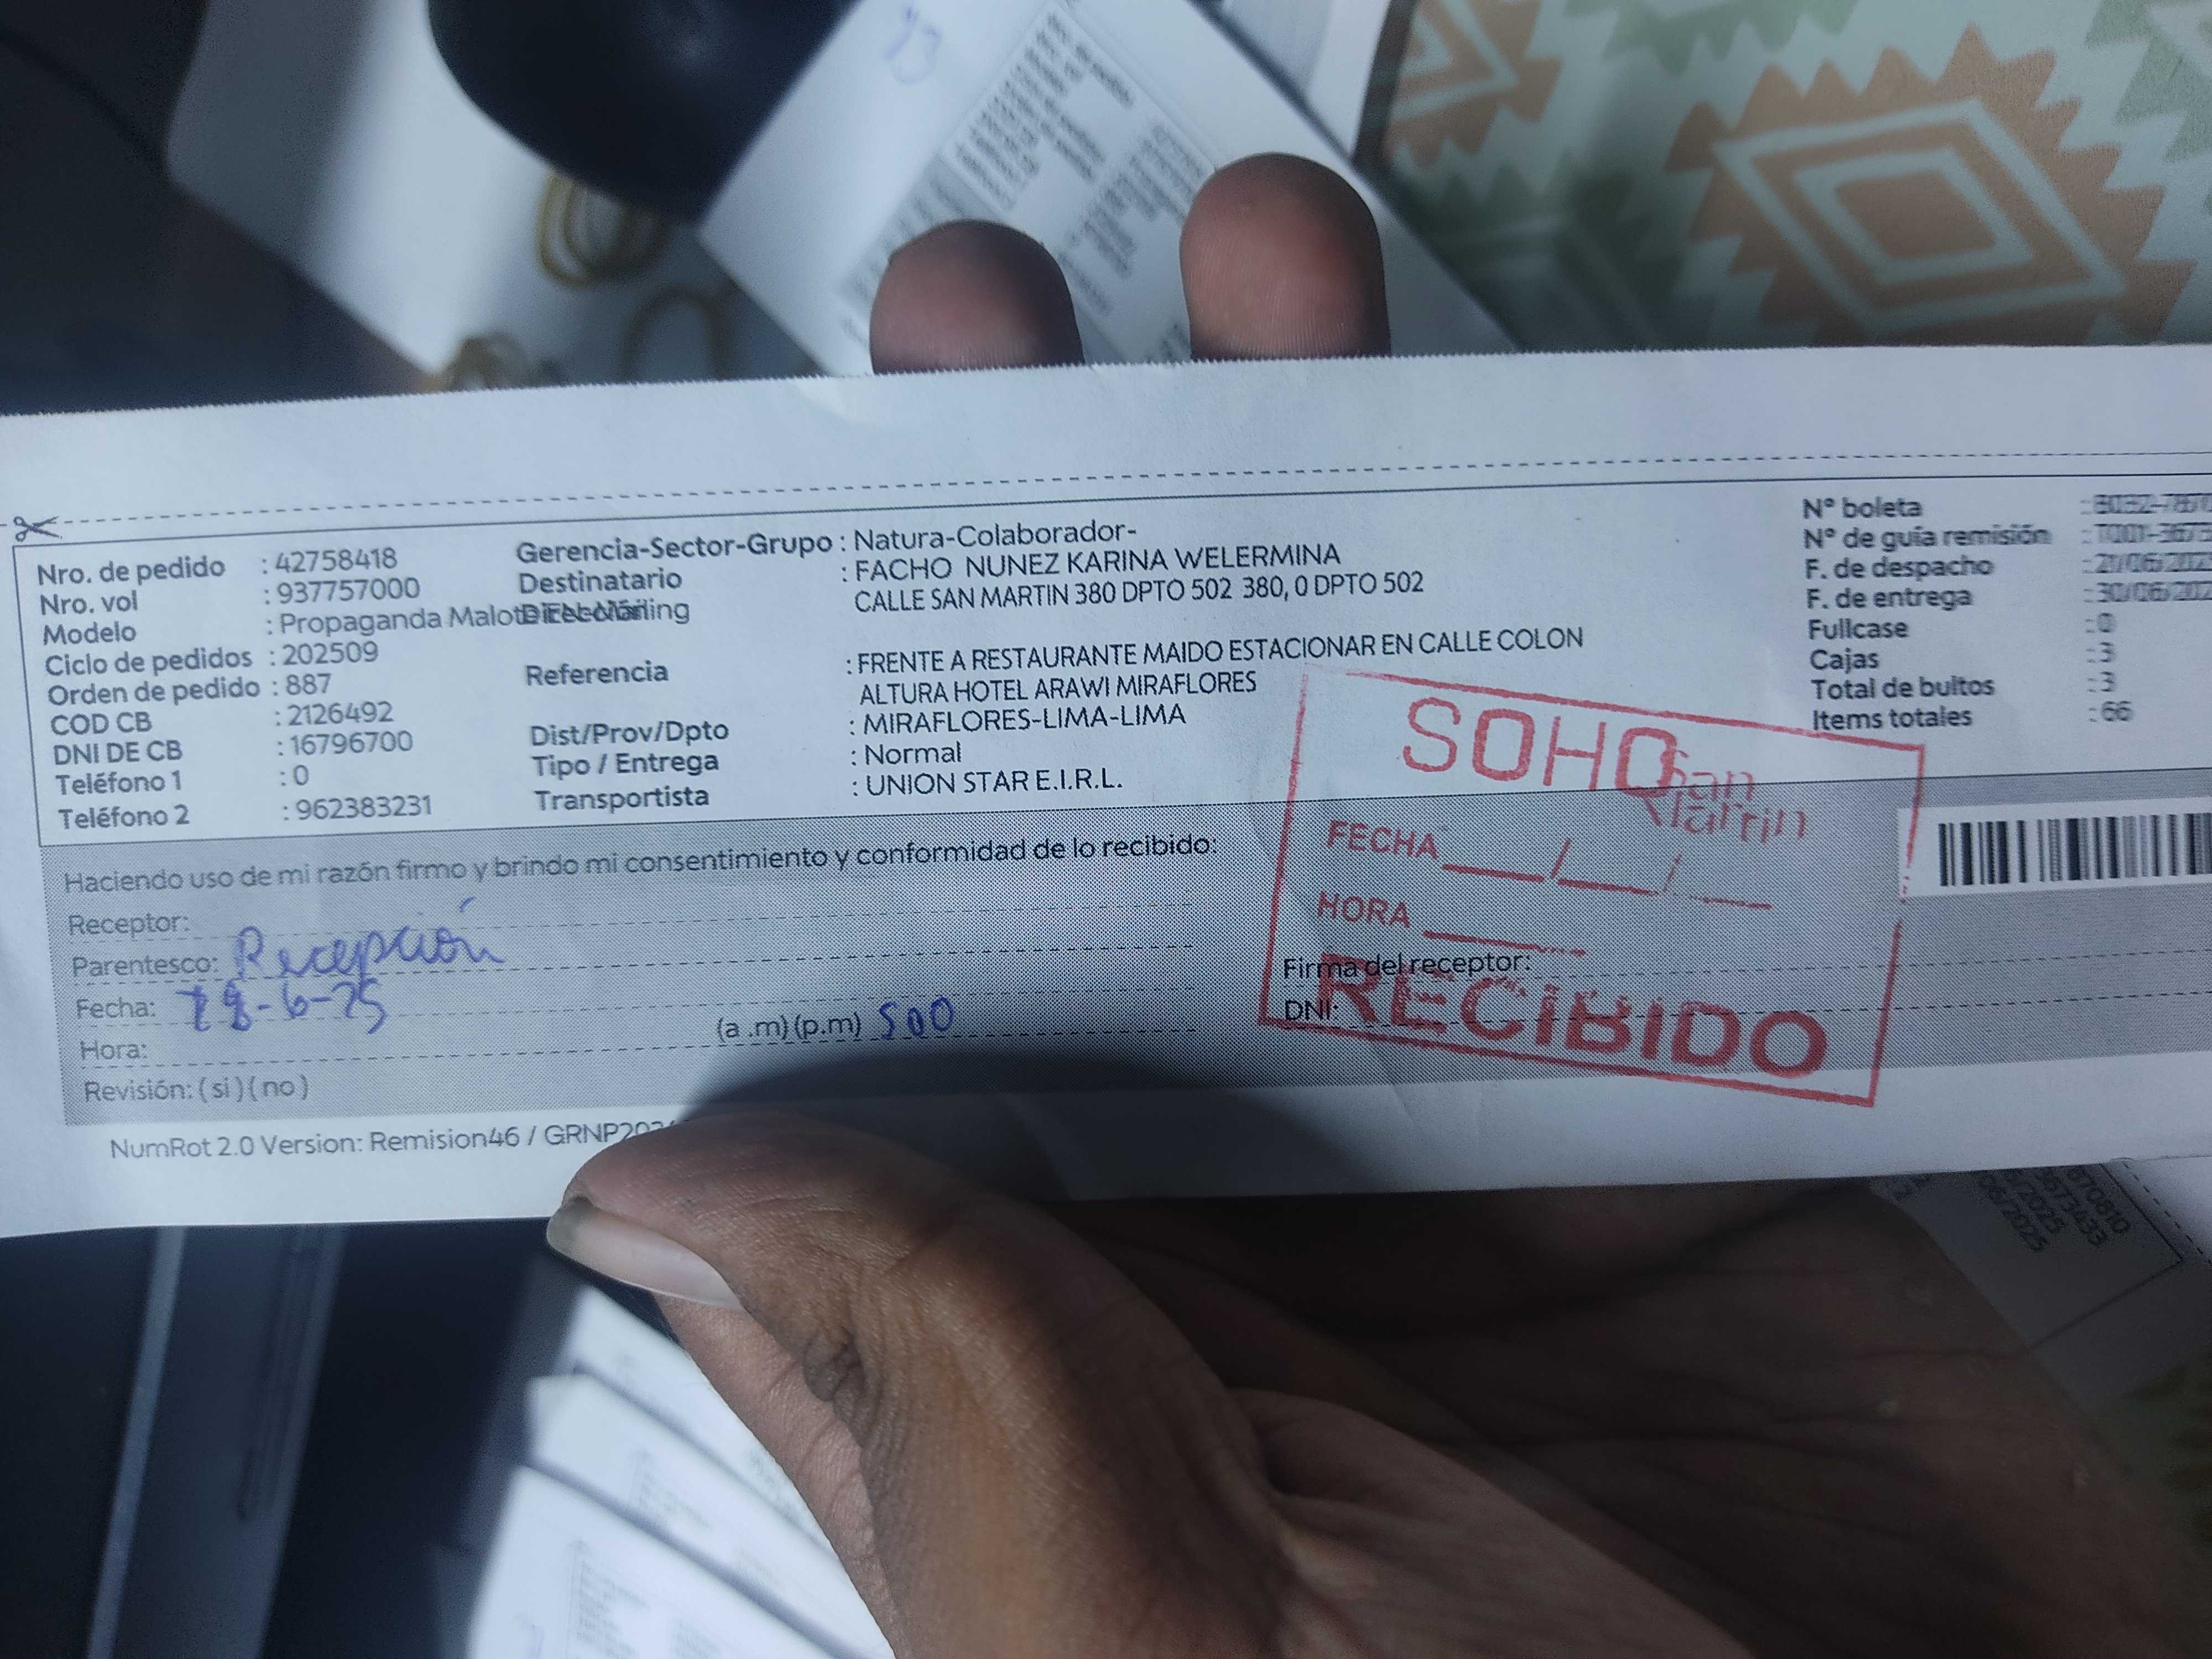 Nro. de pedido : 42758418
Nro. vol : 937757000
Modelo : Propaganda
Ciclo de pedidos : 202509
Orden de pedido : 887
COD CB : 2126492
DNI DE CB : 16796700
Teléfono 1 : 0
Teléfono 2 : 962383231
Gerencia-Sector-Grupo : Natura-Colaborador-
Destinatario : FACHO NUNEZ KARINA WELERMINA
CALLE SAN MARTIN 380 DPTO 502 380, 0 DPTO 502
Referencia : FRENTE A RESTAURANTE MAIDO ESTACIONAR EN CALLE COLON
ALTURA HOTEL ARAWI MIRAFLORES
Dist/Prov/Dpto : MIRAFLORES-LIMA-LIMA
Tipo / Entrega : Normal
Transportista : UNION STAR E.I.R.L.
N° boleta
N° de guía remisión
F. de despacho
F. de entrega
Fullcase : 0
Cajas : 3
Total de bultos : 3
Items totales : 66
Haciendo uso de mi razón firmo y brindo mi consentimiento y conformidad de lo recibido:
Receptor:
Parentesco: Recepción
Fecha: -6-25
Hora: (a .m)(p.m) 500
Revisión: ( si )( no )
Firma del receptor:
DNI:
SOHO
San
Martin
FECHA / /
HORA
RECIBIDO
NumRot 2.0 Version: Remision46 /